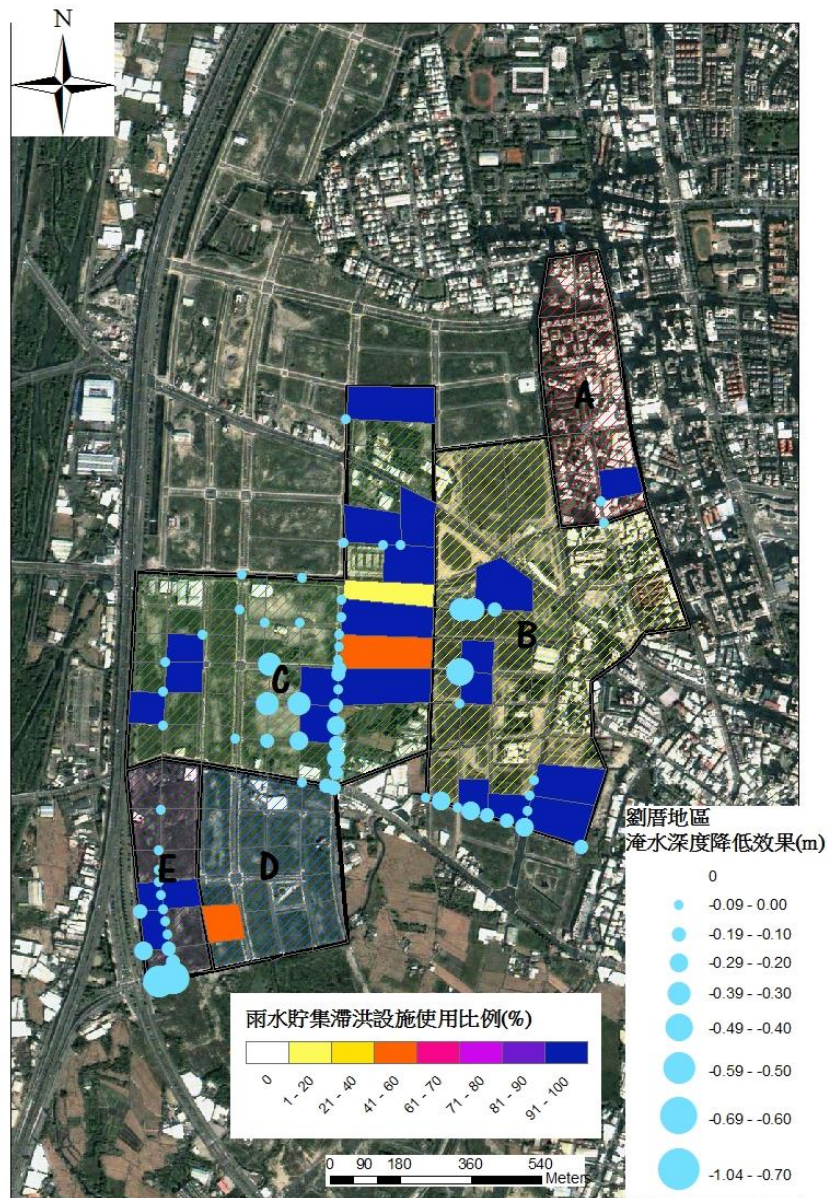 N
A
B
C
E
D
劉厝地區
淹水深度降低效果(m)
0
-0.09 - 0.00
-0.19 - -0.10
-0.29 - -0.20
-0.39 - -0.30
-0.49 - -0.40
-0.59 - -0.50
-0.69 - -0.60
-1.04 - -0.70
雨水貯集滯洪設施使用比例(%)
0
1 - 20
21 - 40
41 - 60
61 - 70
71 - 80
81 - 90
91 - 100
0 90 180 360 540
Meters